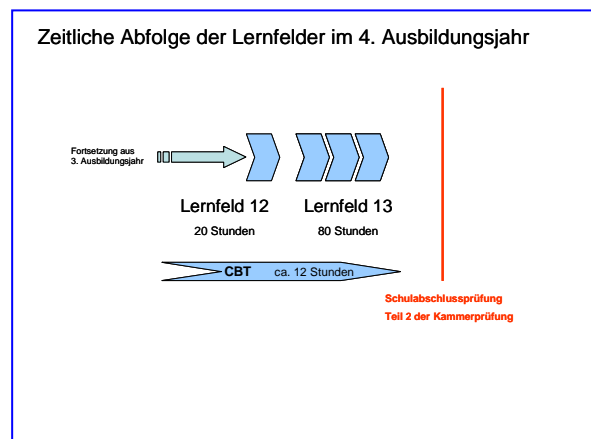 Zeitliche Abfolge der Lernfelder im 4. Ausbildungsjahr
Fortsetzung aus
3. Ausbildungsjahr
Lernfeld 12
20 Stunden
Lernfeld 13
80 Stunden
CBT ca. 12 Stunden
Schulabschlussprüfung
Teil 2 der Kammerprüfung